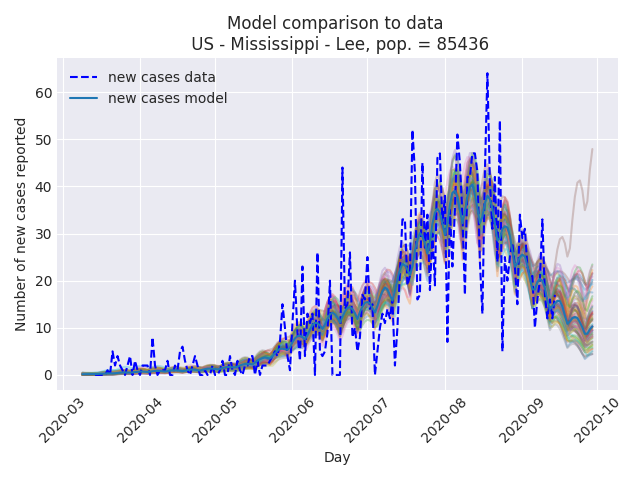 Model comparison to data
US - Mississippi - Lee, pop. = 85436
new cases data
new cases model
Number of new cases reported
60
50
40
30
20
10
0
2020-03
2020-04
2020-05
2020-06
2020-07
2020-08
2020-09
2020-10
Day